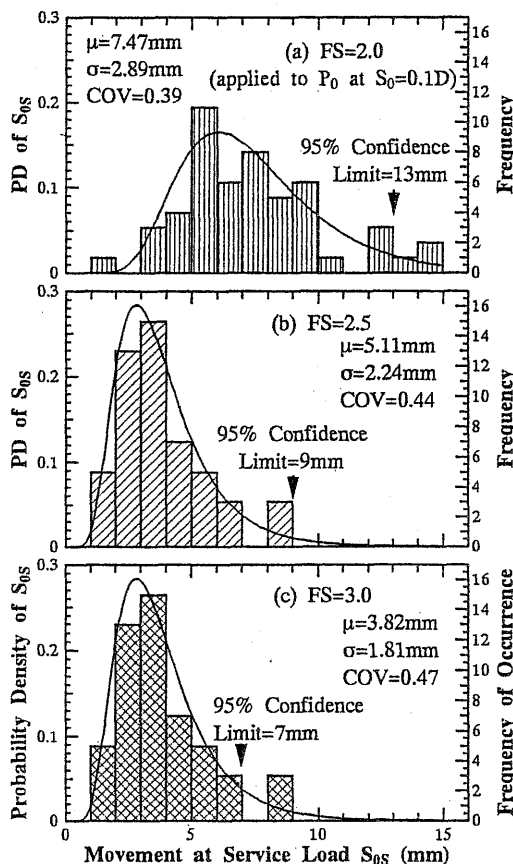 μ=7.47mm
σ=2.89mm
COV=0.39
(a) FS=2.0
(applied to P0 at S0=0.1D)
95% Confidence
Limit=13mm
PD of S0S
Frequency
0.3
0.2
0.1
0
16
14
12
10
8
6
4
2
0
(b) FS=2.5
μ=5.11mm
σ=2.24mm
COV=0.44
95% Confidence
Limit=9mm
PD of S0S
Frequency
0.3
0.2
0.1
0
16
14
12
10
8
6
4
2
0
(c) FS=3.0
μ=3.82mm
σ=1.81mm
COV=0.47
95% Confidence
Limit=7mm
Probability Density of S0S
Frequency of Occurrence
0.3
0.2
0.1
0
16
14
12
10
8
6
4
2
0
0 5 10 15
Movement at Service Load S0S (mm)